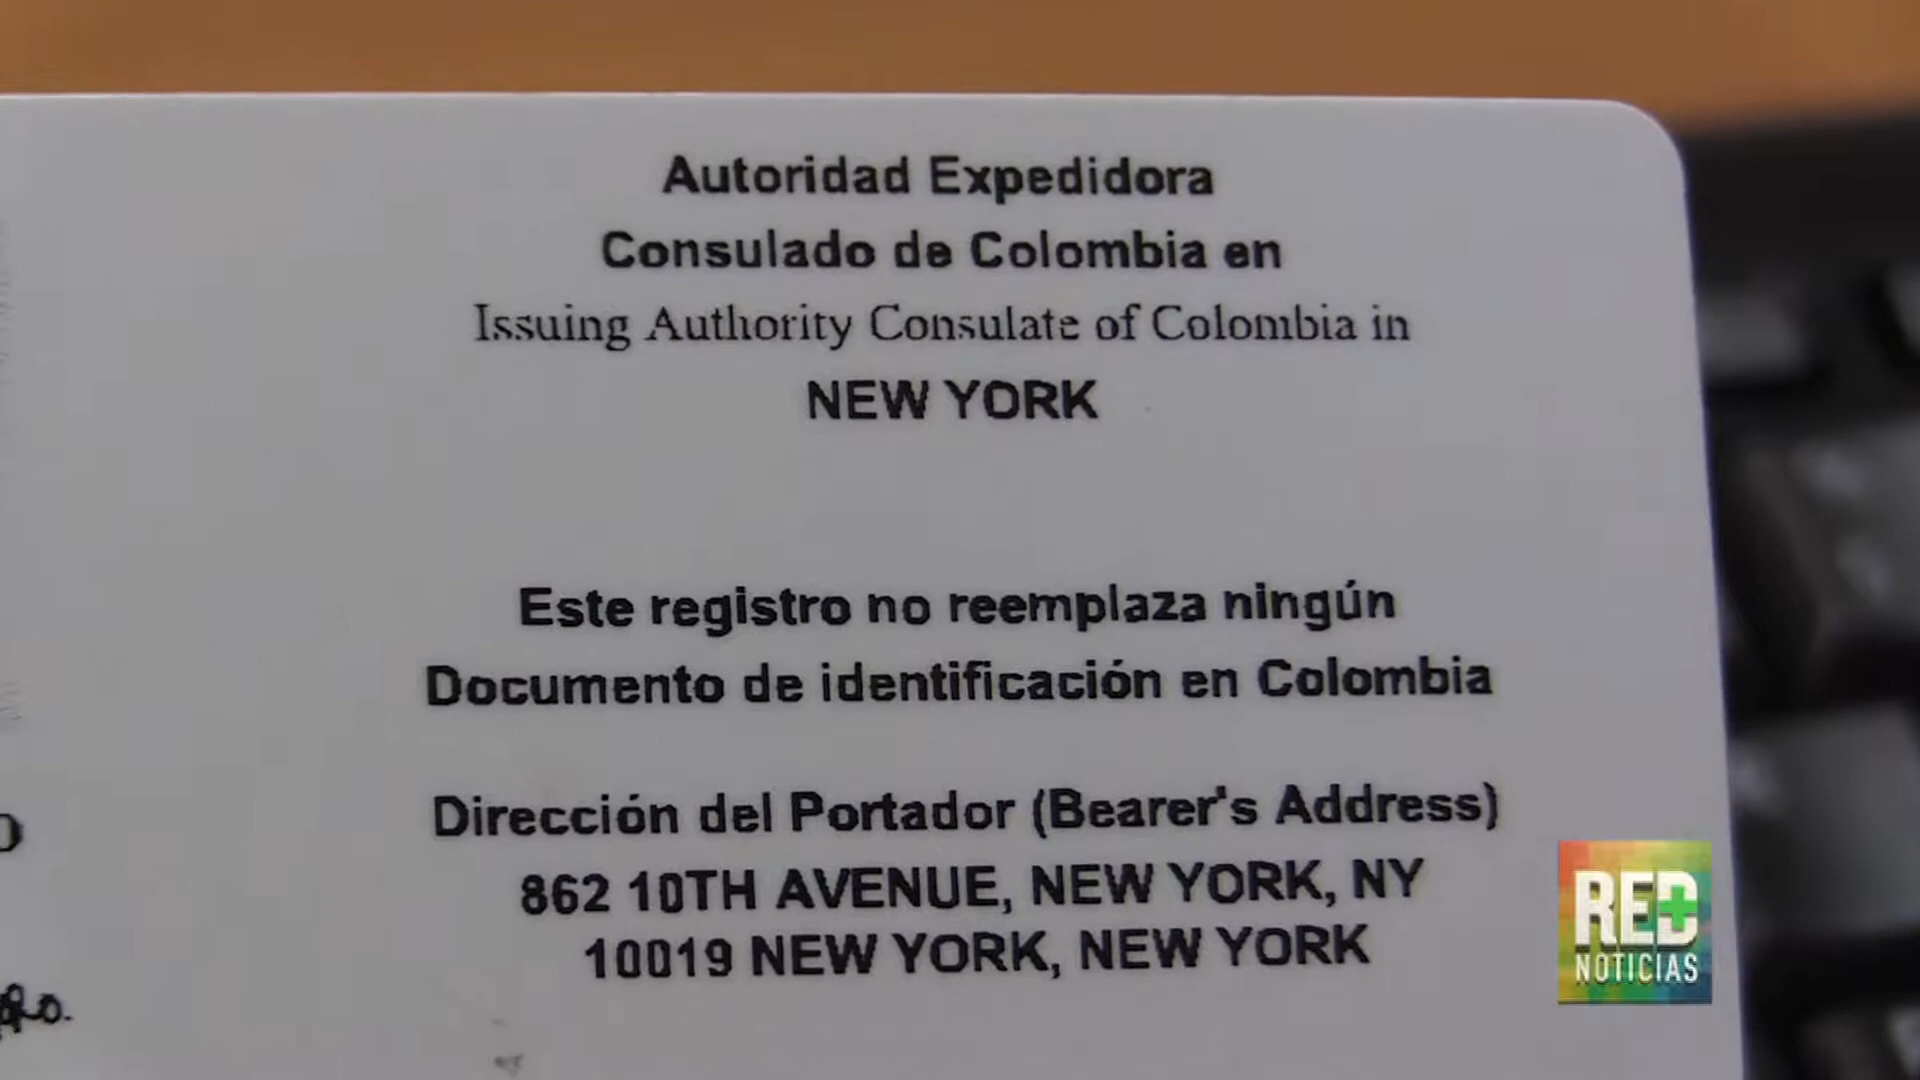 Autoridad Expedidora
Consulado de Colombia en
Issuing Authority Consulate of Colombia in
NEW YORK
Este registro no reemplaza ningún
Documento de identificación en Colombia
Dirección del Portador (Bearer's Address)
862 10TH AVENUE, NEW YORK, NY
10019 NEW YORK, NEW YORK
RED
NOTICIAS